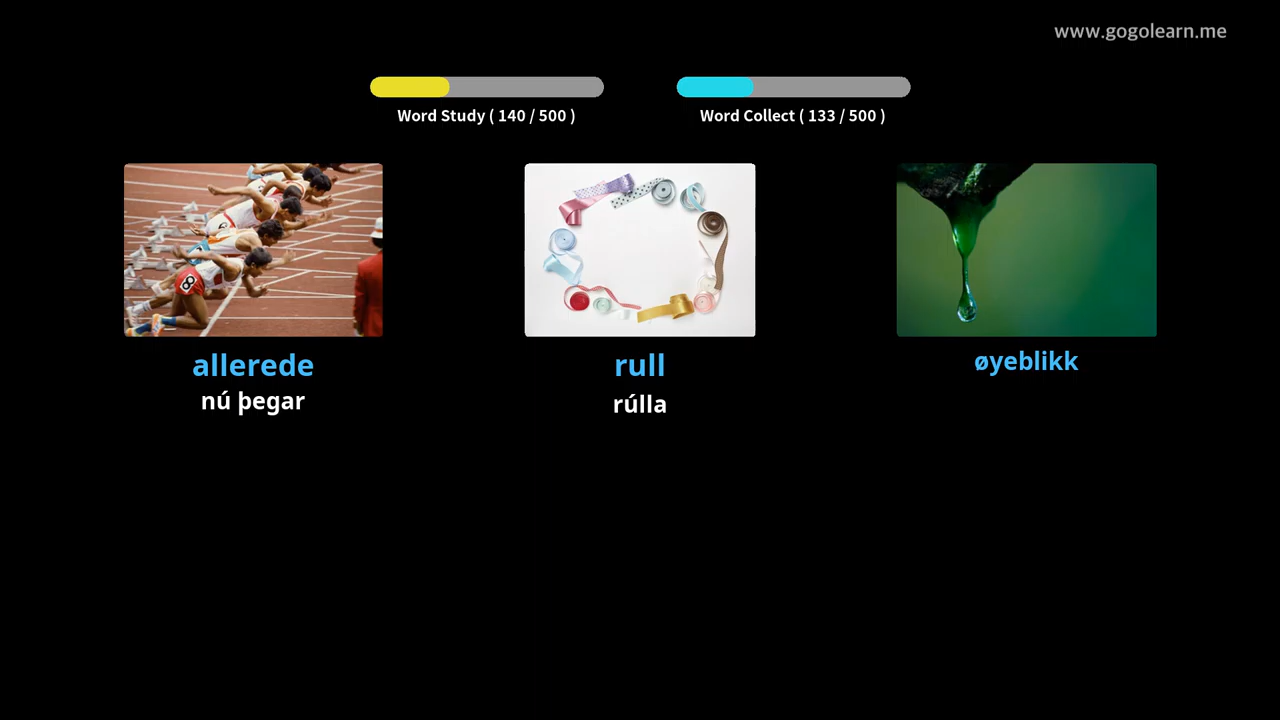 www.gogolearn.me
Word Study ( 140 / 500 )
Word Collect ( 133 / 500 )
allerede
nú þegar
rull
rúlla
øyeblikk